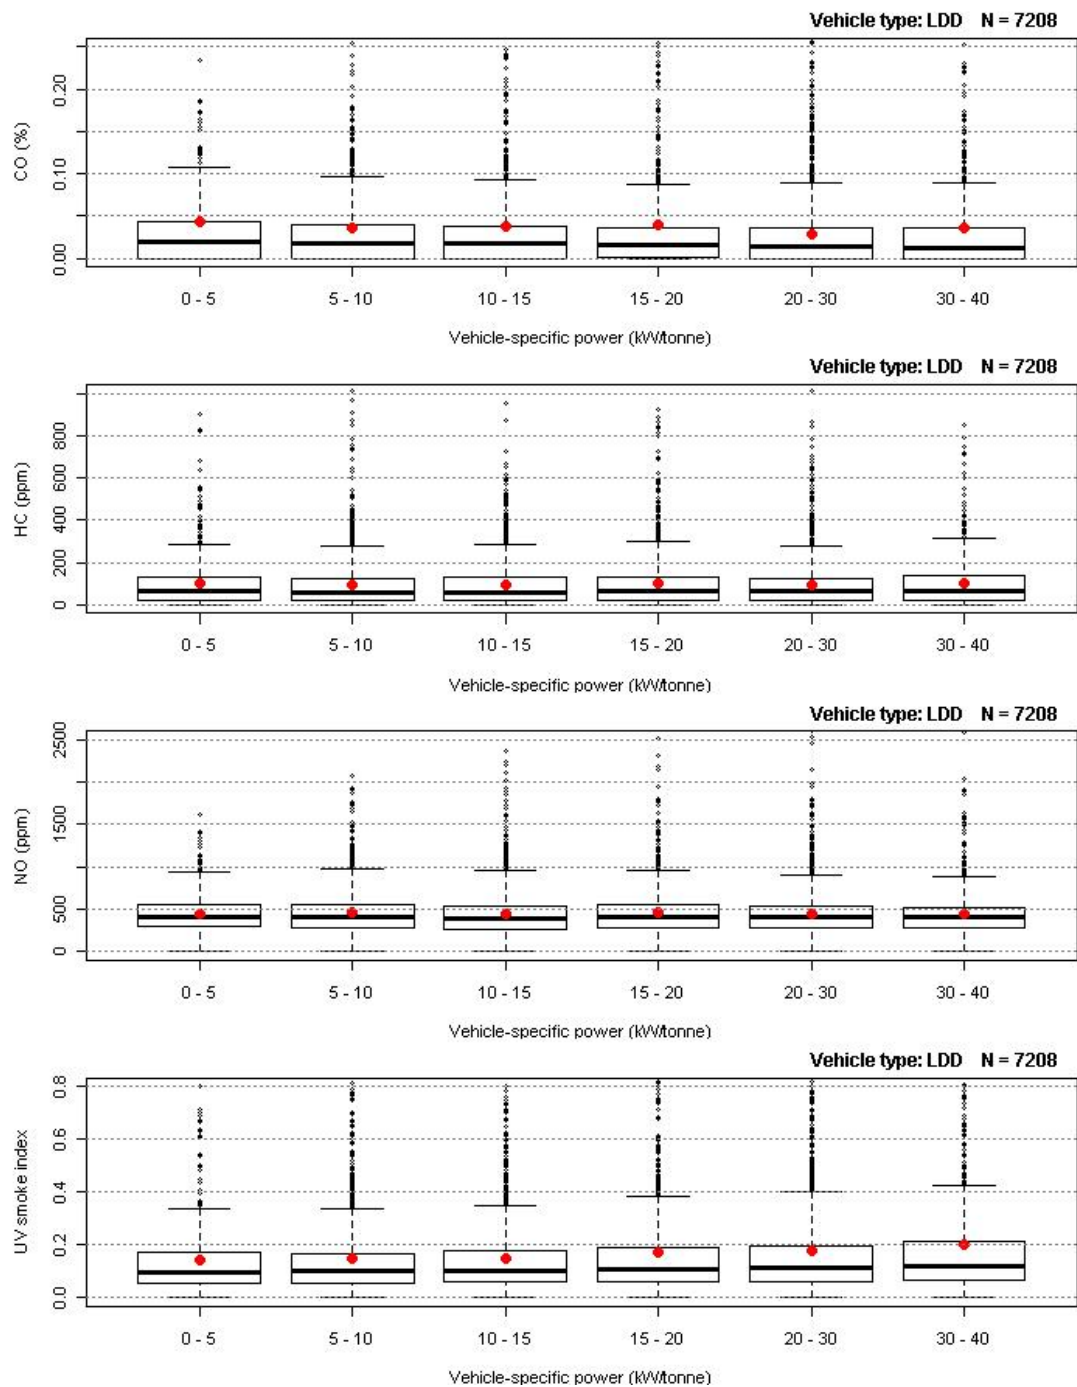 Vehicle type: LDD N = 7208
CO (%)
0.20
0.10
0.00
0 - 5 5 - 10 10 - 15 15 - 20 20 - 30 30 - 40
Vehicle-specific power (kW/tonne)
Vehicle type: LDD N = 7208
HC (ppm)
800
600
400
200
0
0 - 5 5 - 10 10 - 15 15 - 20 20 - 30 30 - 40
Vehicle-specific power (kW/tonne)
Vehicle type: LDD N = 7208
NO (ppm)
2500
1500
500
0
0 - 5 5 - 10 10 - 15 15 - 20 20 - 30 30 - 40
Vehicle-specific power (kW/tonne)
Vehicle type: LDD N = 7208
UV smoke index
0.8
0.6
0.4
0.2
0.0
0 - 5 5 - 10 10 - 15 15 - 20 20 - 30 30 - 40
Vehicle-specific power (kW/tonne)